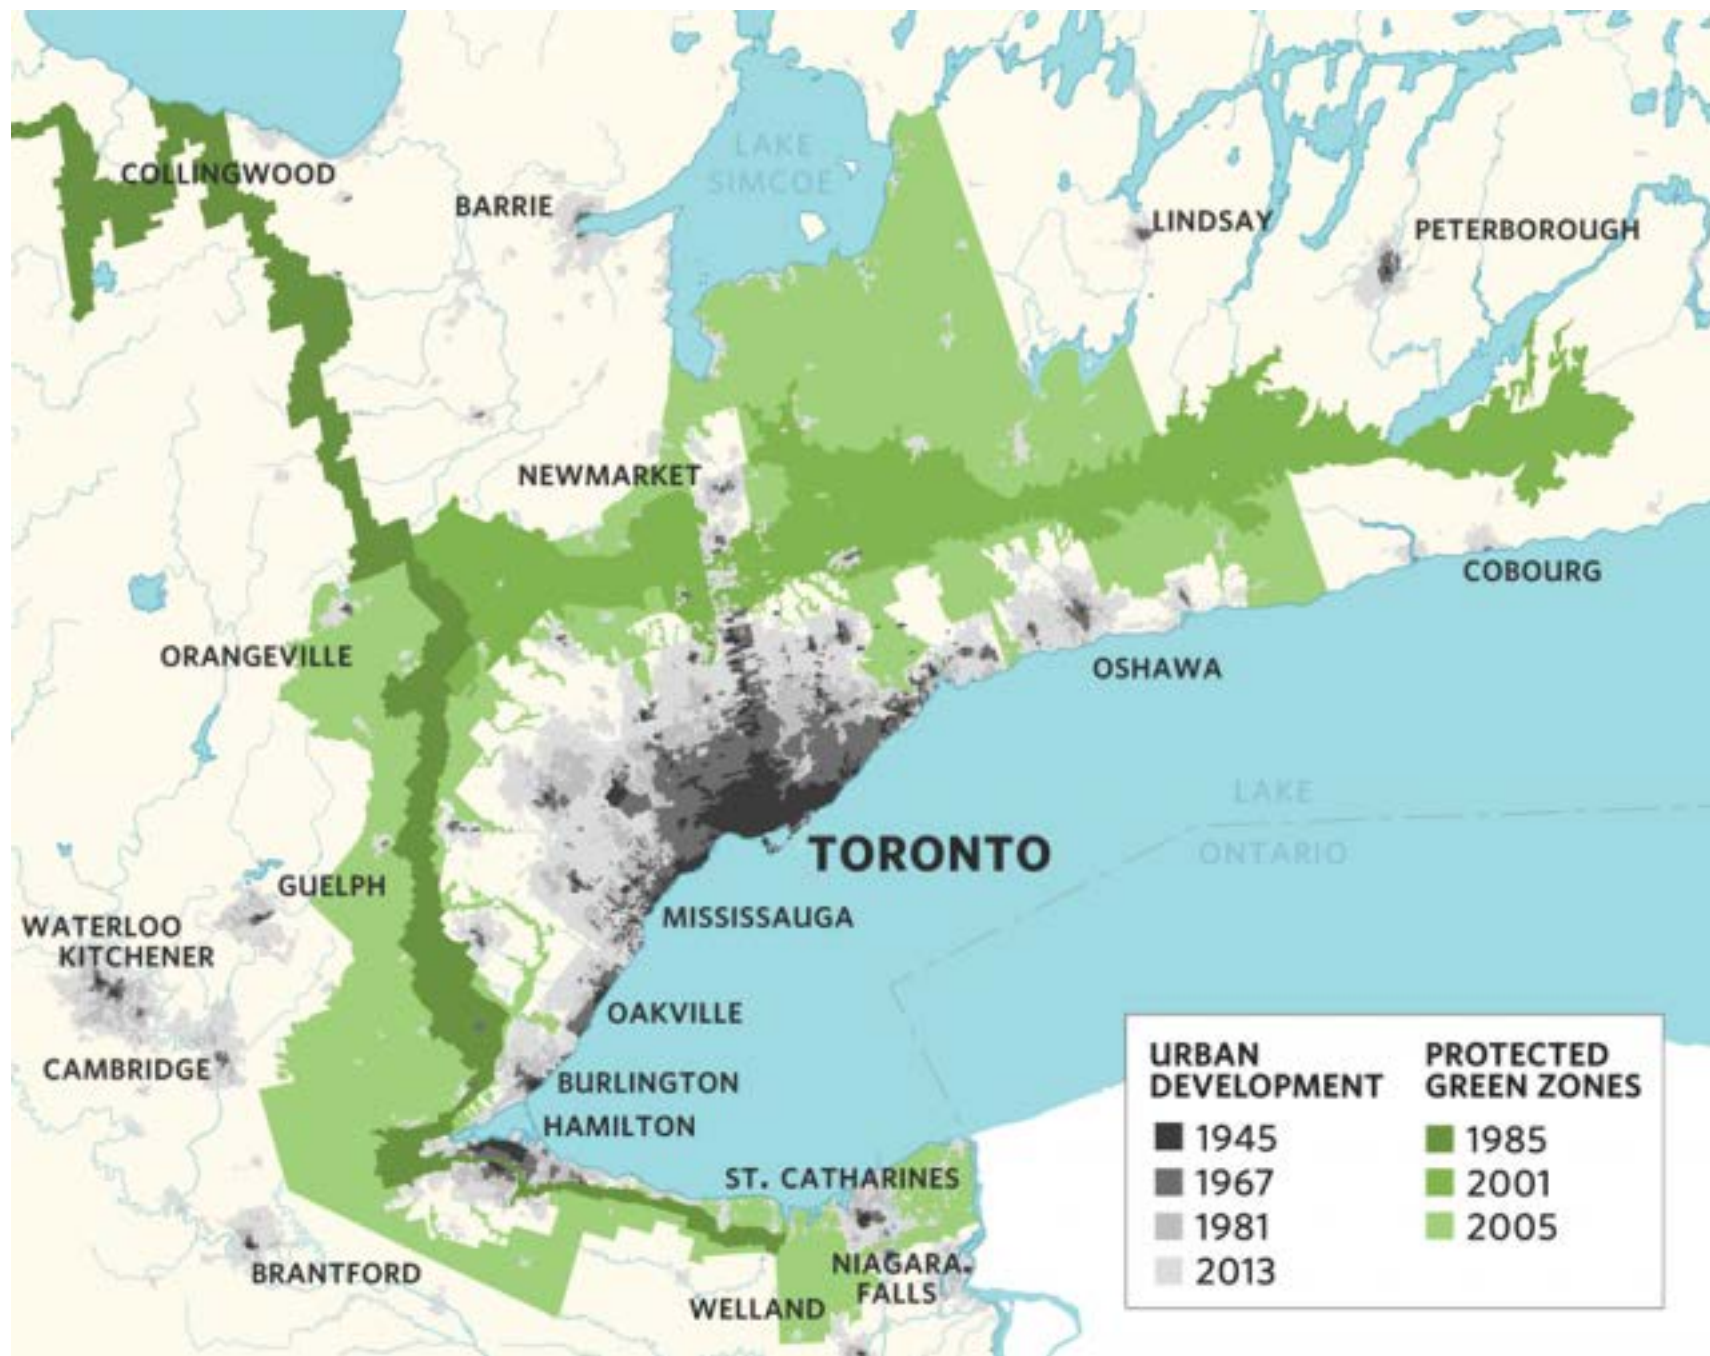 COLLINGWOOD
LAKE
SIMCOE
BARRIE
LINDSAY
PETERBOROUGH
NEWMARKET
COBOURG
ORANGEVILLE
OSHAWA
LAKE
ONTARIO
TORONTO
GUELPH
WATERLOO
KITCHENER
MISSISSAUGA
OAKVILLE
CAMBRIDGE
BURLINGTON
HAMILTON
ST. CATHARINES
BRANTFORD
NIAGARA
FALLS
WELLAND
URBAN
DEVELOPMENT
1945
1967
1981
2013
PROTECTED
GREEN ZONES
1985
2001
2005